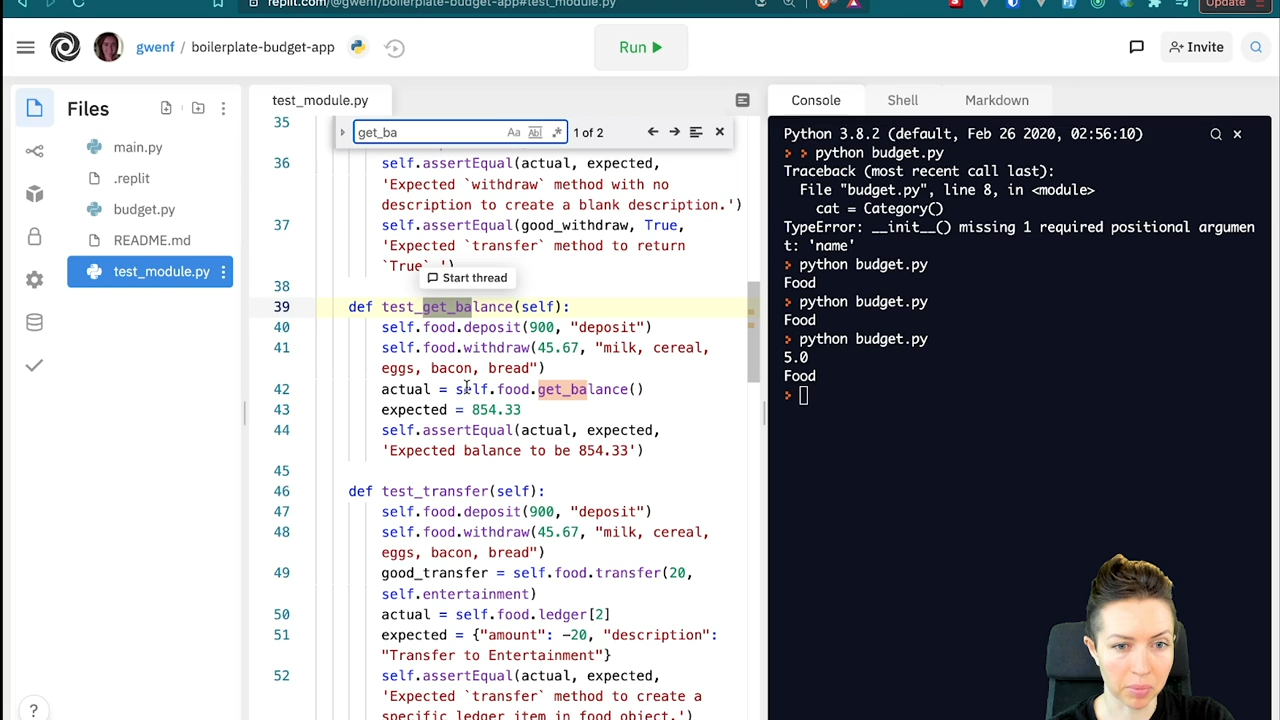 replit.com/@gwenf/boilerplate-budget-app#test_module.py
Update
gwenf / boilerplate-budget-app
Run
Invite
Files
main.py
.replit
budget.py
README.md
test_module.py
?
test_module.py
get_ba
Aa
Abl
1 of 2
35
36 self.assertEqual(actual, expected,
'Expected `withdraw` method with no
description to create a blank description.')
37 self.assertEqual(good_withdraw, True,
'Expected `transfer` method to return
`True`.')
Start thread
38
39 def test_get_balance(self):
40 self.food.deposit(900, "deposit")
41 self.food.withdraw(45.67, "milk, cereal,
eggs, bacon, bread")
42 actual = self.food.get_balance()
43 expected = 854.33
44 self.assertEqual(actual, expected,
'Expected balance to be 854.33')
45
46 def test_transfer(self):
47 self.food.deposit(900, "deposit")
48 self.food.withdraw(45.67, "milk, cereal,
eggs, bacon, bread")
49 good_transfer = self.food.transfer(20,
self.entertainment)
50 actual = self.food.ledger[2]
51 expected = {"amount": -20, "description":
"Transfer to Entertainment"}
52 self.assertEqual(actual, expected,
'Expected `transfer` method to create a
specific ledger item in food object.')
Console Shell Markdown
Python 3.8.2 (default, Feb 26 2020, 02:56:10)
python budget.py
Traceback (most recent call last):
File "budget.py", line 8, in <module>
cat = Category()
TypeError: __init__() missing 1 required positional argumen
t: 'name'
python budget.py
Food
python budget.py
Food
python budget.py
5.0
Food